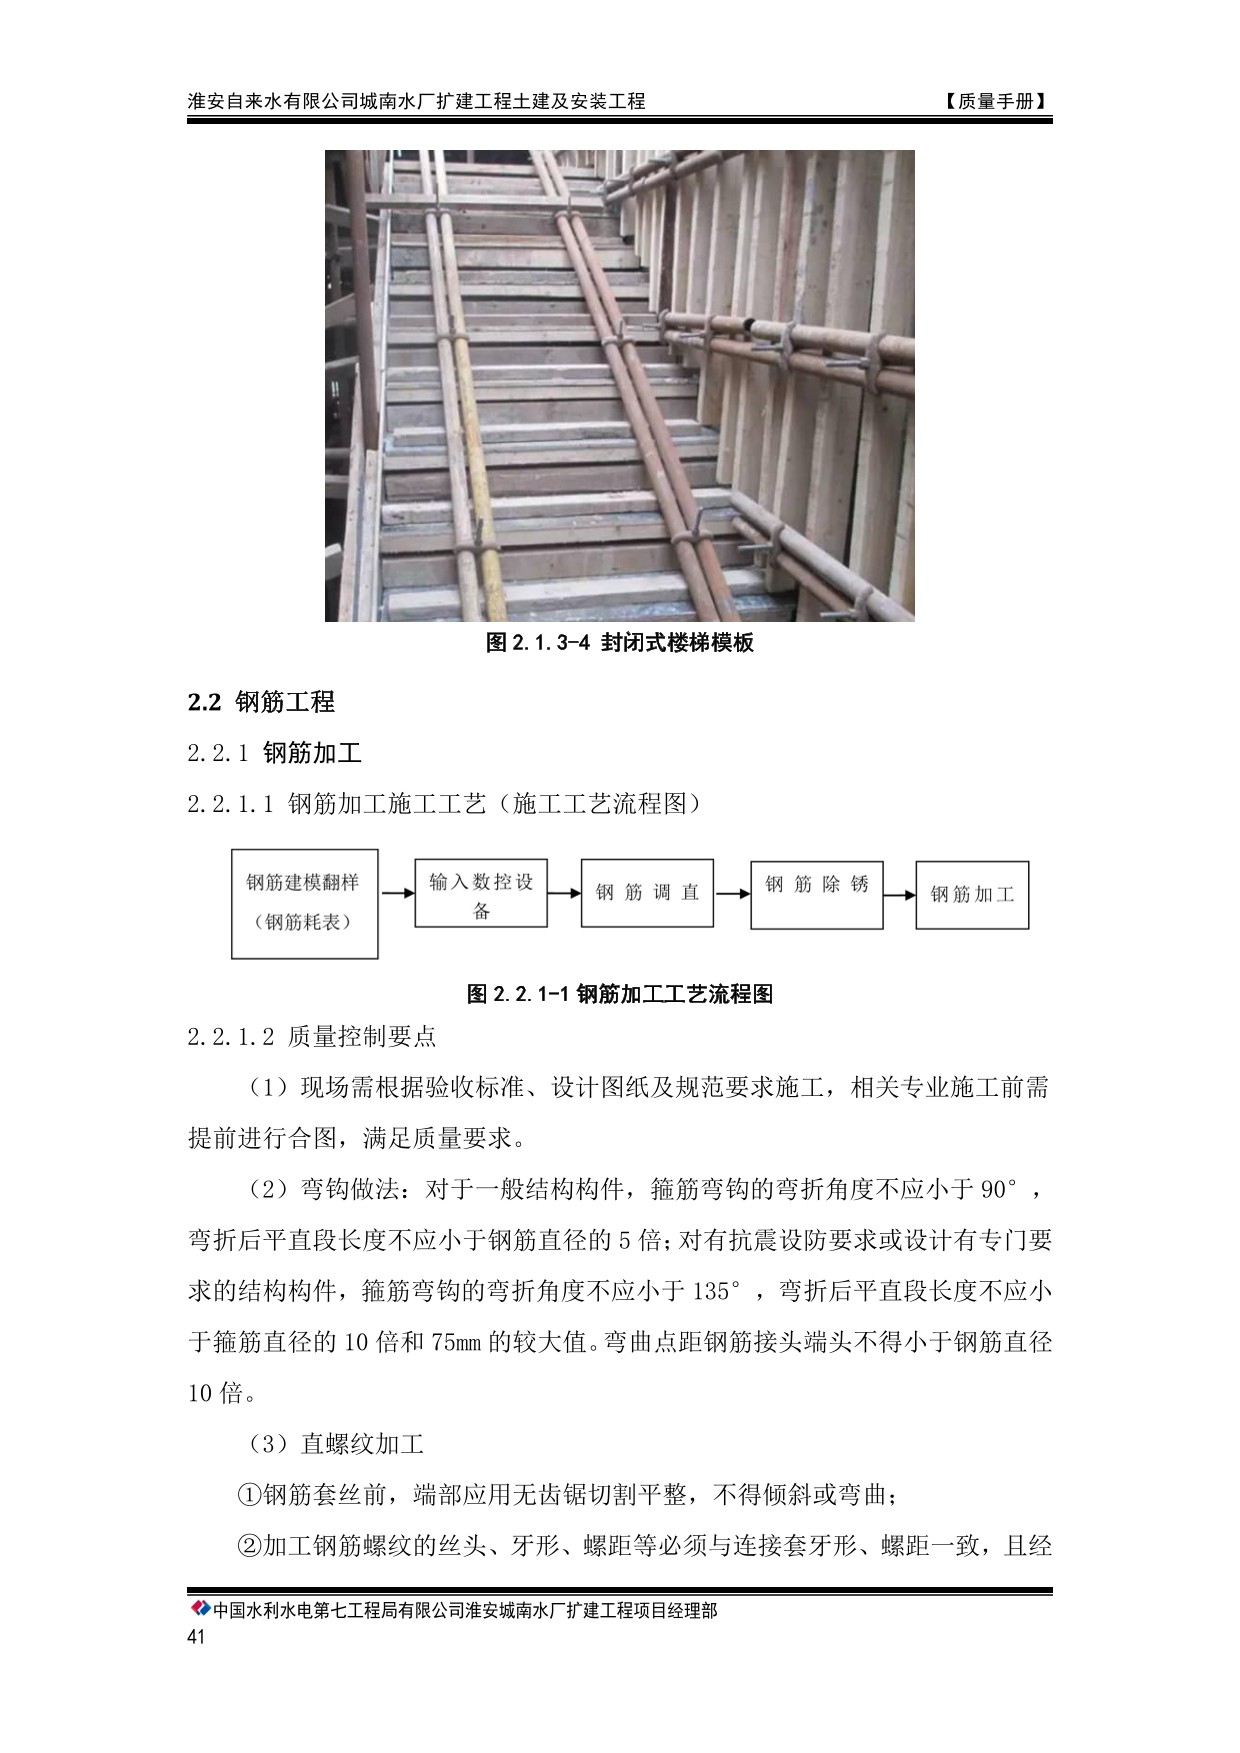 淮安自来水有限公司城南水厂扩建工程土建及安装工程 【质量手册】
图 2.1.3-4 封闭式楼梯模板
2.2 钢筋工程
2.2.1 钢筋加工
2.2.1.1 钢筋加工施工工艺（施工工艺流程图）
钢筋建模翻样
（钢筋耗表）
输入数控设
备
钢筋调直
钢筋除锈
钢筋加工
图 2.2.1-1 钢筋加工工艺流程图
2.2.1.2 质量控制要点
（1）现场需根据验收标准、设计图纸及规范要求施工，相关专业施工前需
提前进行合图，满足质量要求。
（2）弯钩做法：对于一般结构构件，箍筋弯钩的弯折角度不应小于 90°，
弯折后平直段长度不应小于钢筋直径的 5 倍；对有抗震设防要求或设计有专门要
求的结构构件，箍筋弯钩的弯折角度不应小于 135°，弯折后平直段长度不应小
于箍筋直径的 10 倍和 75mm 的较大值。弯曲点距钢筋接头端头不得小于钢筋直径
10 倍。
（3）直螺纹加工
①钢筋套丝前，端部应用无齿锯切割平整，不得倾斜或弯曲；
②加工钢筋螺纹的丝头、牙形、螺距等必须与连接套牙形、螺距一致，且经
中国水利水电第七工程局有限公司淮安城南水厂扩建工程项目经理部
41